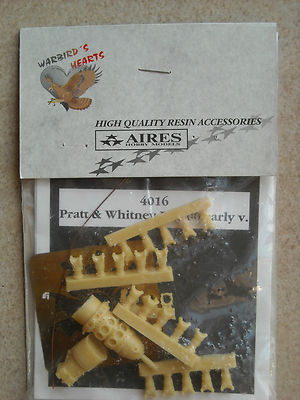 WARBIRD'S
HEARTS
HIGH QUALITY RESIN ACCESSORIES
AIRES
HOBBY MODELS
4016
Pratt & Whitney early v.